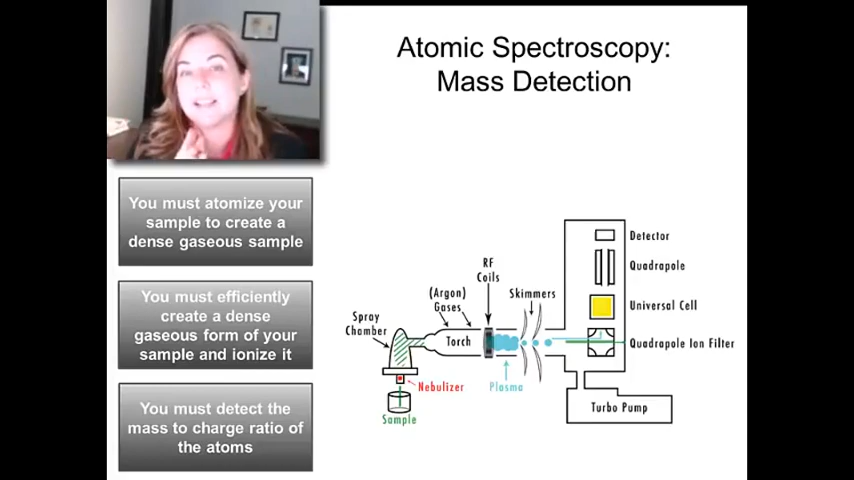 Atomic Spectroscopy:
Mass Detection
You must atomize your
sample to create a
dense gaseous sample
You must efficiently
create a dense
gaseous form of your
sample and ionize it
You must detect the
mass to charge ratio of
the atoms
Spray
Chamber
(Argon)
Gases
RF
Coils
Skimmers
Torch
Nebulizer
Sample
Plasma
Detector
Quadrapole
Universal Cell
Quadrapole Ion Filter
Turbo Pump